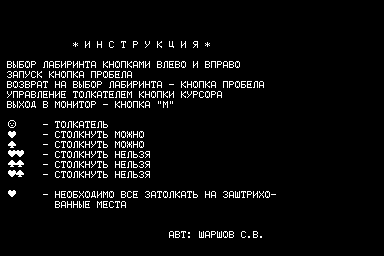 *ИНСТРУКЦИЯ*
ВЫБОР ЛАБИРИНТА КНОПКАМИ ВЛЕВО И ВПРАВО
ЗАПУСК КНОПКА ПРОБЕЛА
ВОЗВРАТ НА ВЫБОР ЛАБИРИНТА - КНОПКА ПРОБЕЛА
УПРАВЛЕНИЕ ТОЛКАТЕЛЕМ КНОПКИ КУРСОРА
ВЫХОД В МОНИТОР - КНОПКА "М"
☺ - ТОЛКАТЕЛЬ
♥ - СТОЛКНУТЬ МОЖНО
♠ - СТОЛКНУТЬ МОЖНО
♥♥ - СТОЛКНУТЬ НЕЛЬЗЯ
♠♠ - СТОЛКНУТЬ НЕЛЬЗЯ
♥♠ - СТОЛКНУТЬ НЕЛЬЗЯ
♥ - НЕОБХОДИМО ВСЕ ЗАТОЛКАТЬ НА ЗАШТРИХО-
ВАННЫЕ МЕСТА
АВТ: ШАРШОВ С.В.